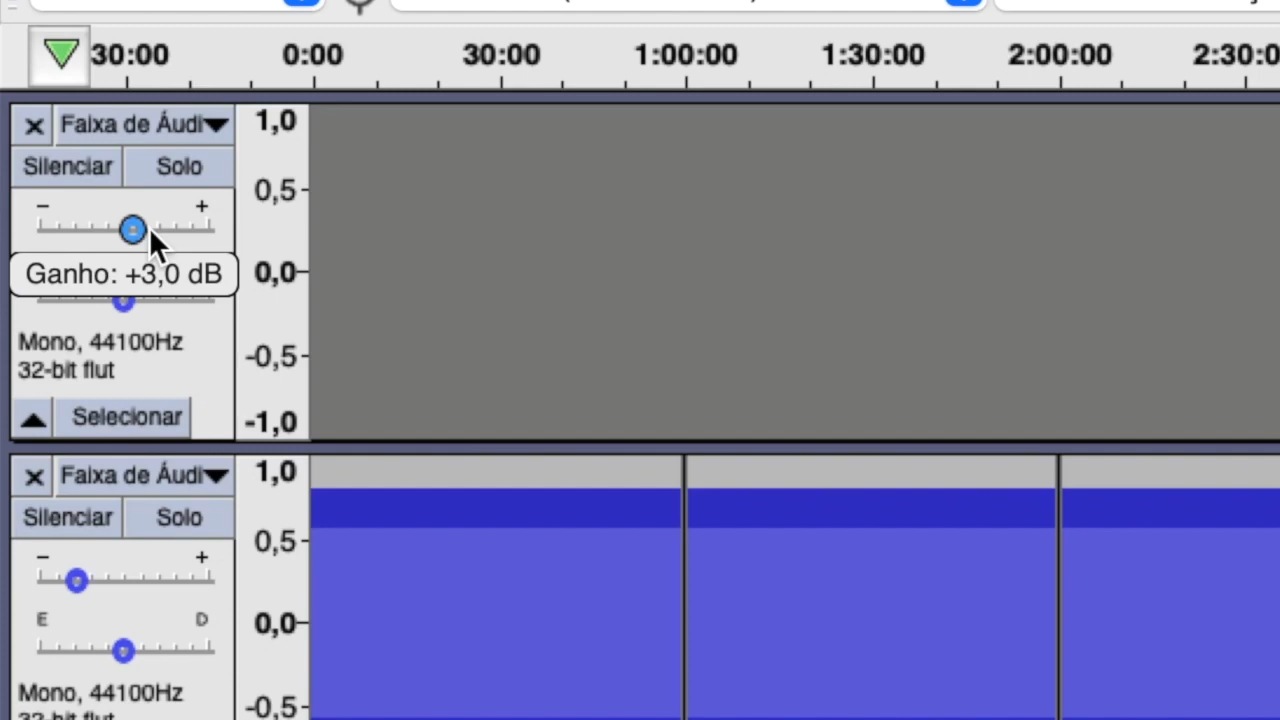 30:00 0:00 30:00 1:00:00 1:30:00 2:00:00 2:30:0
Faixa de Áudi
Silenciar Solo
- +
Ganho: +3,0 dB
Mono, 44100Hz
32-bit flut
Selecionar
1,0
0,5
0,0
-0,5
-1,0
Faixa de Áudi
Silenciar Solo
- +
E D
Mono, 44100Hz
32-bit flut
1,0
0,5
0,0
-0,5